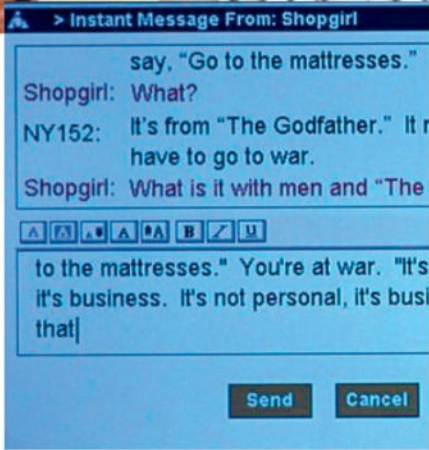 > Instant Message From: Shopgirl
say, "Go to the mattresses."
Shopgirl: What?
NY152: It's from "The Godfather." It
have to go to war.
Shopgirl: What is it with men and "The
A A A A A B I U
to the mattresses." You're at war. "It's
it's business. It's not personal, it's
that
Send Cancel